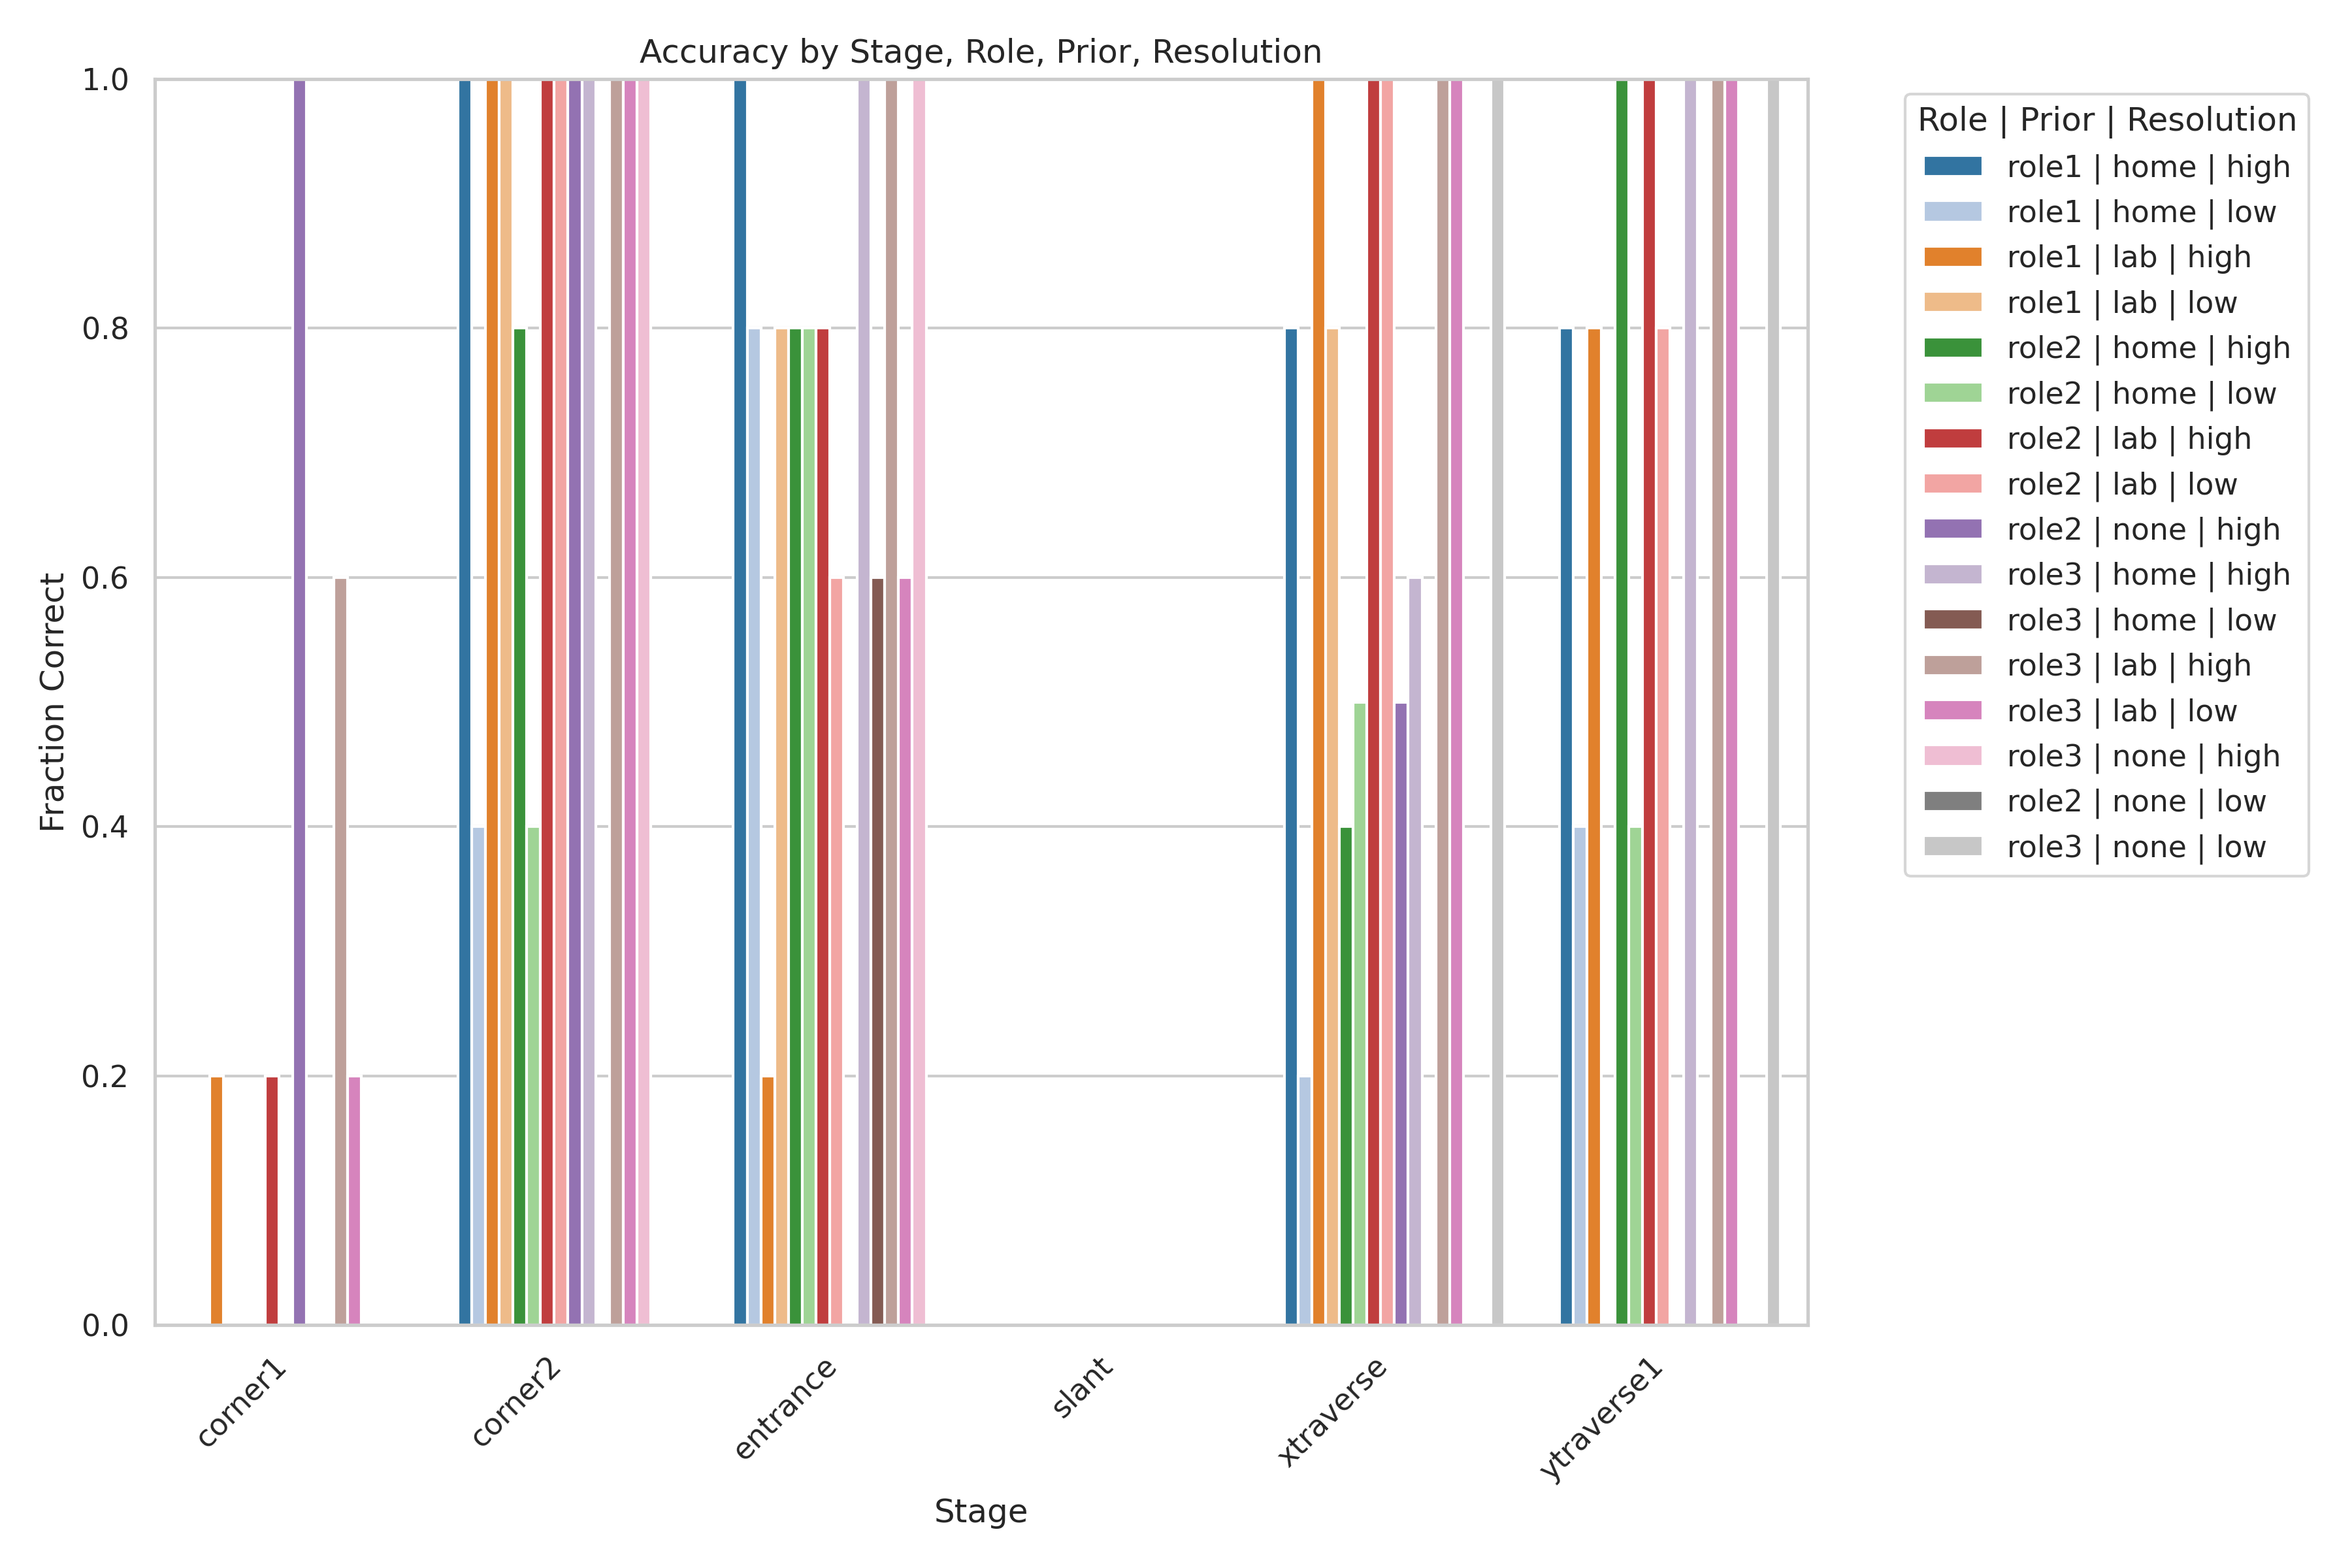 Accuracy by Stage, Role, Prior, Resolution
Fraction Correct
1.0
0.8
0.6
0.4
0.2
0.0
corner1
corner2
entrance
slant
xtraverse
ytraverse1
Stage
Role | Prior | Resolution
role1 | home | high
role1 | home | low
role1 | lab | high
role1 | lab | low
role2 | home | high
role2 | home | low
role2 | lab | high
role2 | lab | low
role2 | none | high
role3 | home | high
role3 | home | low
role3 | lab | high
role3 | lab | low
role3 | none | high
role2 | none | low
role3 | none | low